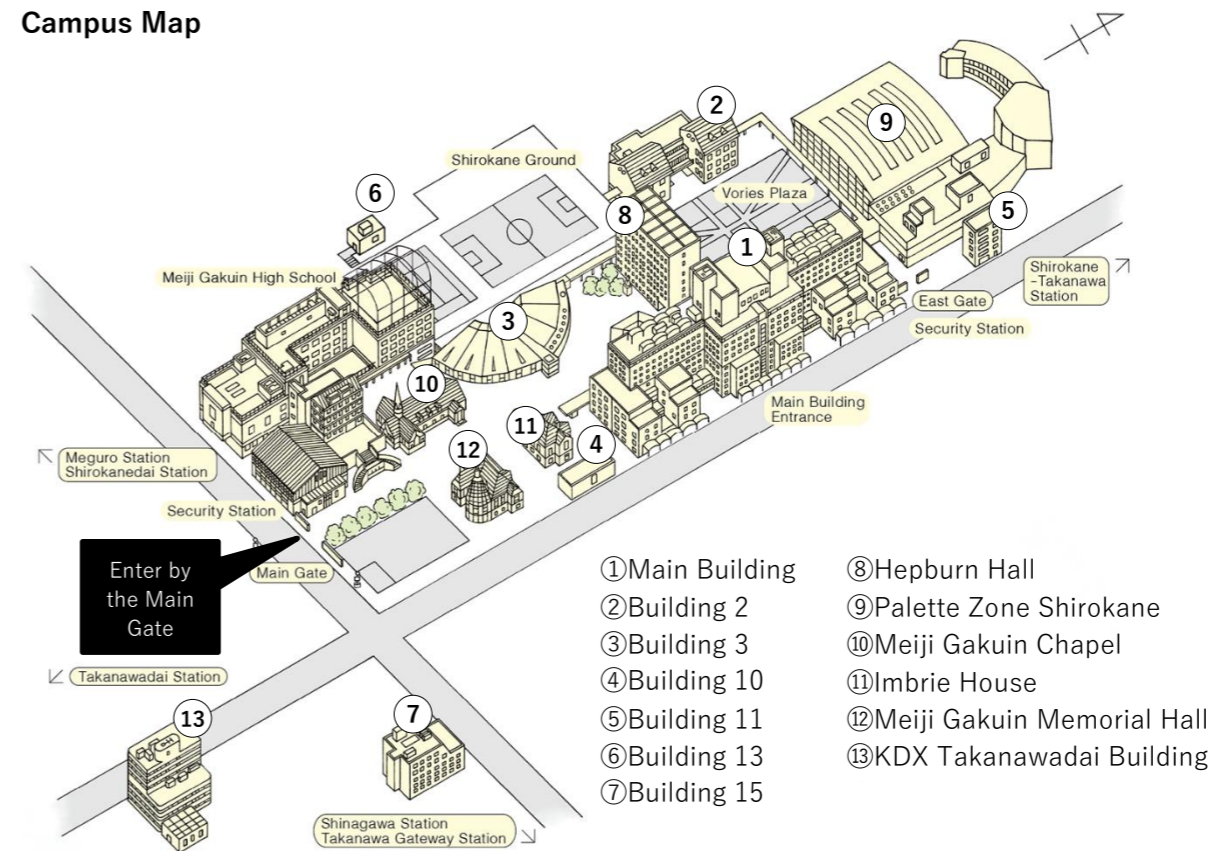 Campus Map
②
⑨
Shirokane Ground
⑥
Vories Plaza
⑧
⑤
①
Meiji Gakuin High School
Shirokane
-Takanawa
Station
③
East Gate
Security Station
⑩
Main Building
Entrance
⑪
④
⑫
Meguro Station
Shirokanedai Station
Security Station
Enter by
the Main
Gate
Main Gate
Takanawadai Station
⑬
⑦
Shinagawa Station
Takanawa Gateway Station
①Main Building
②Building 2
③Building 3
④Building 10
⑤Building 11
⑥Building 13
⑦Building 15
⑧Hepburn Hall
⑨Palette Zone Shirokane
⑩Meiji Gakuin Chapel
⑪Imbrie House
⑫Meiji Gakuin Memorial Hall
⑬KDX Takanawadai Building